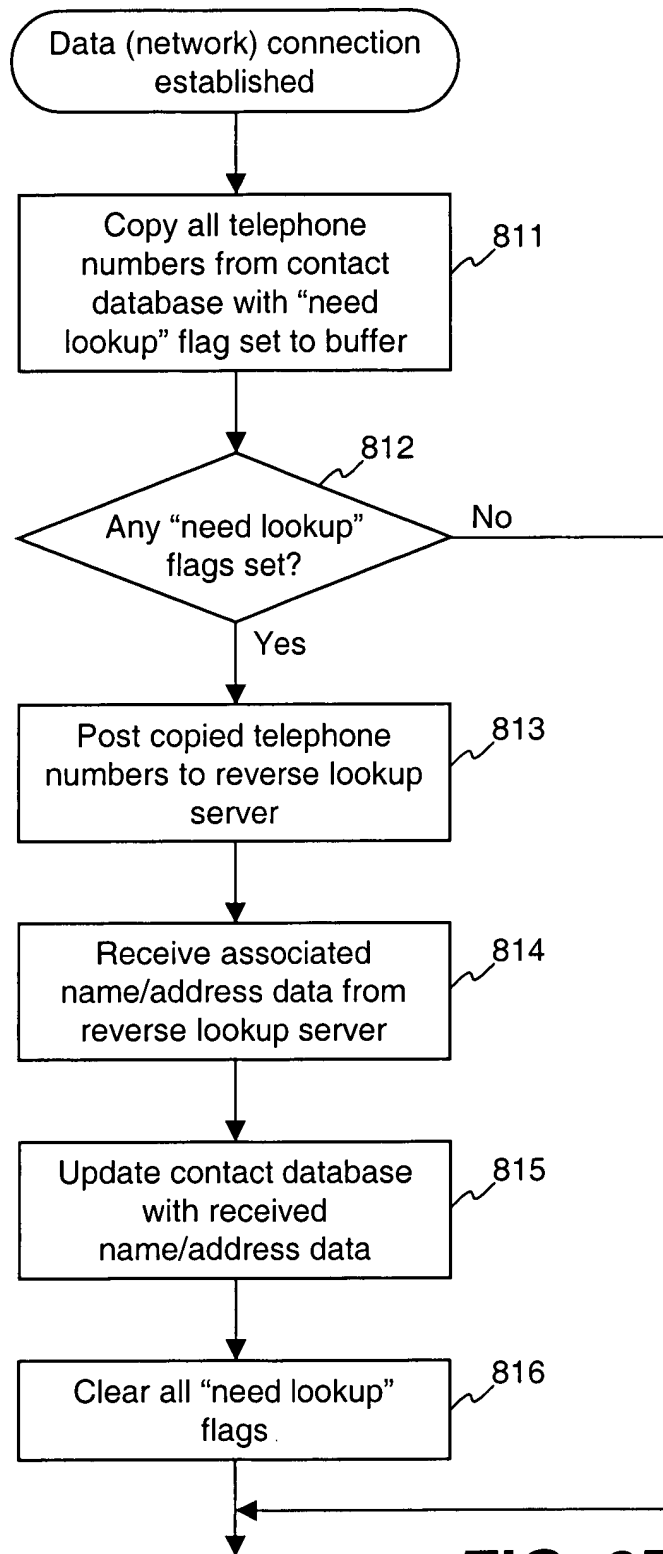 Data (network) connection
established
Copy all telephone
numbers from contact
database with “need
lookup” flag set to buffer
811
812
Any “need lookup”
flags set?
No
Yes
Post copied telephone
numbers to reverse lookup
server
813
Receive associated
name/address data from
reverse lookup server
814
Update contact database
with received
name/address data
815
Clear all “need lookup”
flags
816